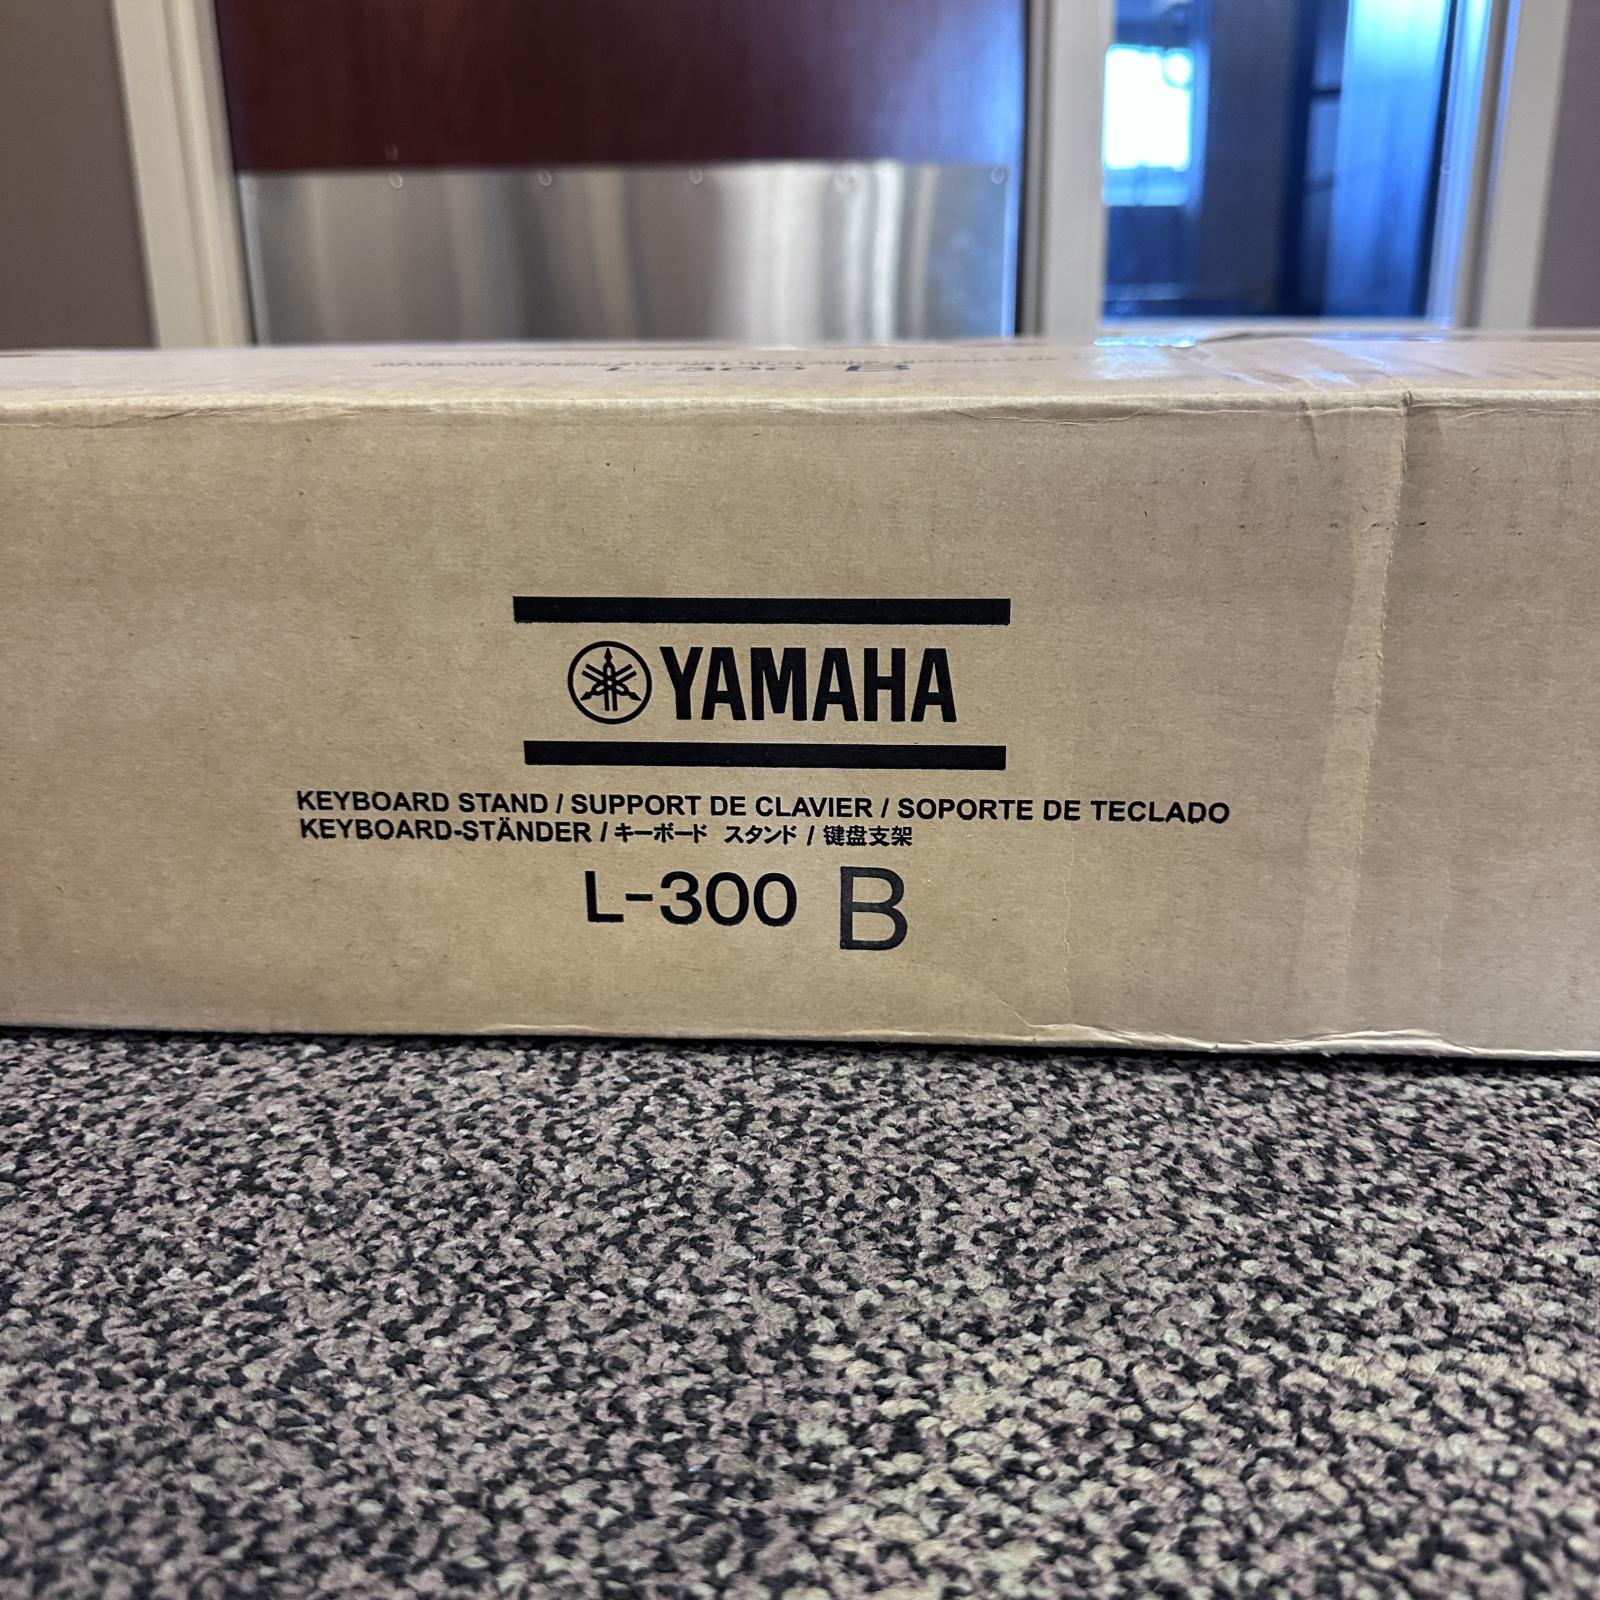 YAMAHA
KEYBOARD STAND / SUPPORT DE CLAVIER / SOPORTE DE TECLADO
KEYBOARD-STÄNDER / キーボード スタンド / 键盘支架
L-300 B